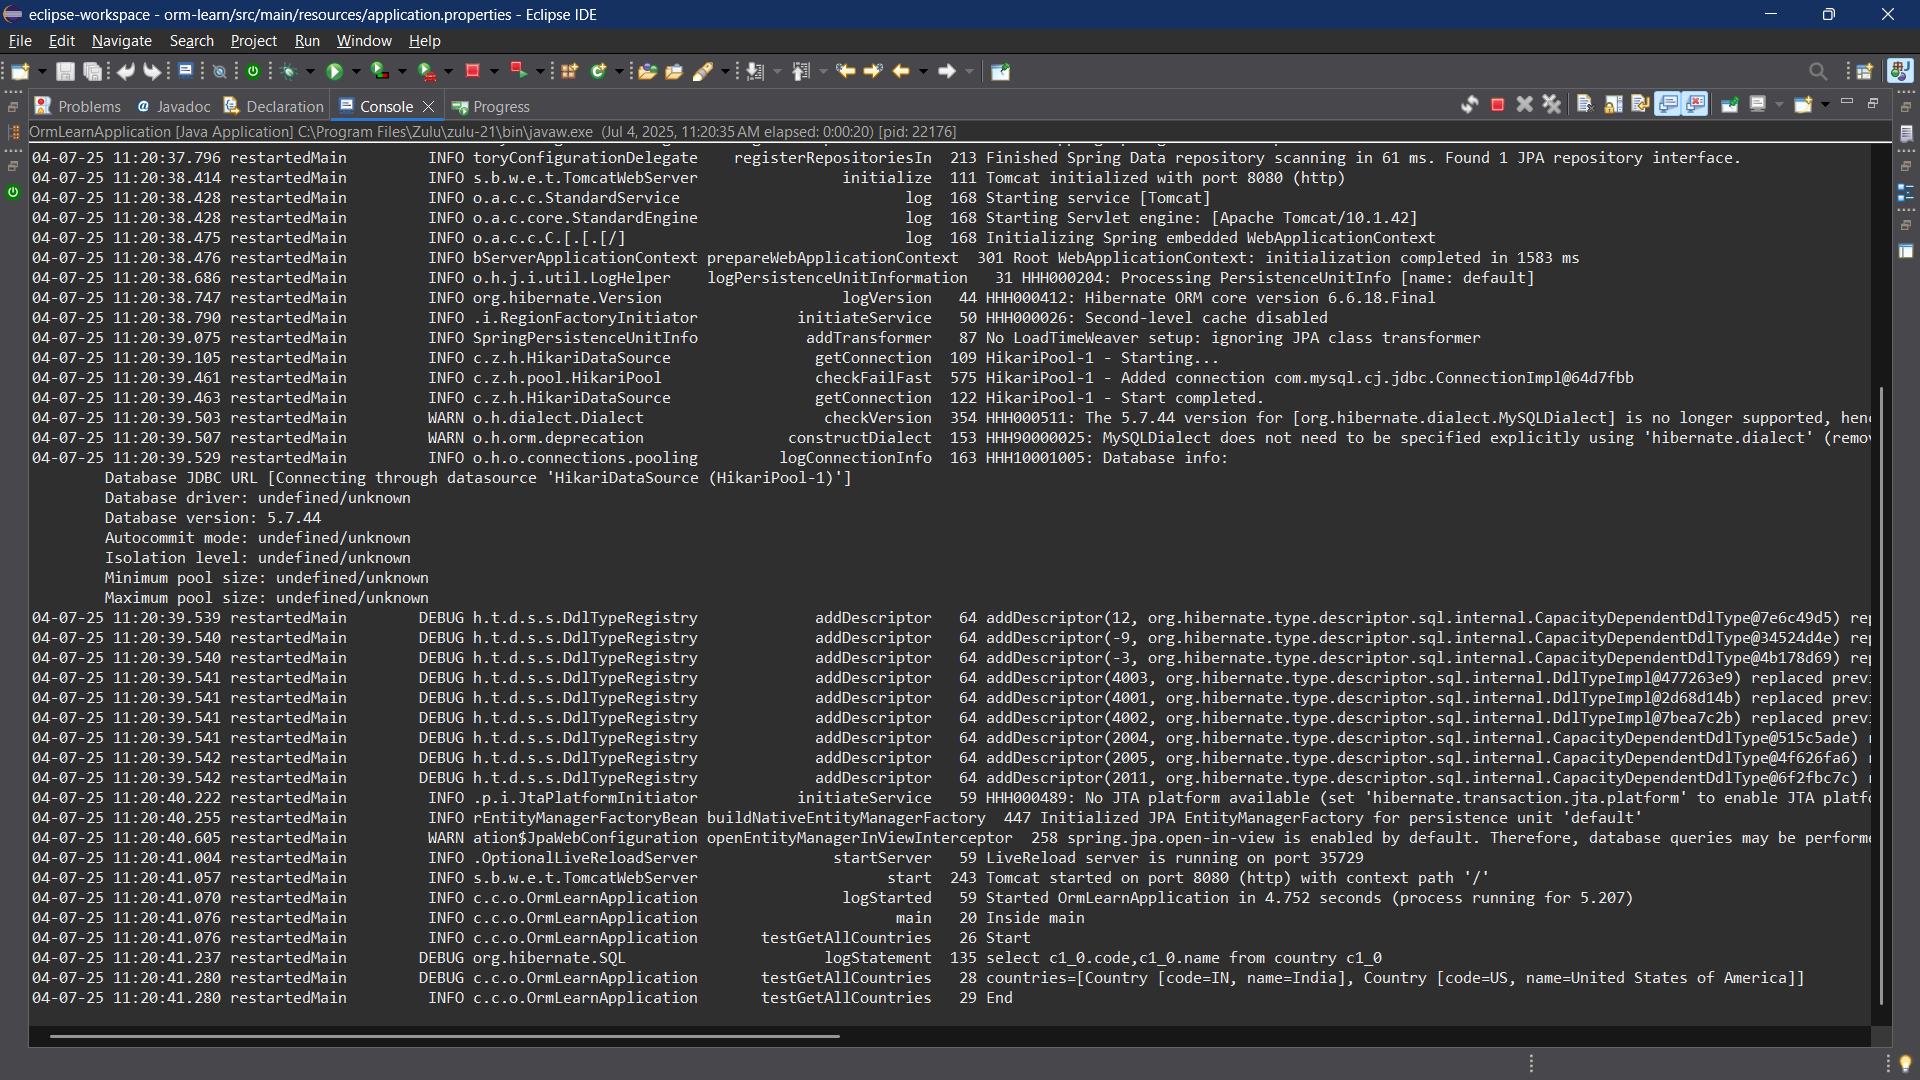 eclipse-workspace - orm-learn/src/main/resources/application.properties - Eclipse IDE
File Edit Navigate Search Project Run Window Help
Problems Javadoc Declaration Console Progress
OrmLearnApplication [Java Application] C:\Program Files\Zulu\zulu-21\bin\javaw.exe (Jul 4, 2025, 11:20:35 AM elapsed: 0:00:20) [pid: 22176]
04-07-25 11:20:37.796 restartedMain INFO toryConfigurationDelegate registerRepositoriesIn 213 Finished Spring Data repository scanning in 61 ms. Found 1 JPA repository interface.
04-07-25 11:20:38.414 restartedMain INFO s.b.w.e.t.TomcatWebServer initialize 111 Tomcat initialized with port 8080 (http)
04-07-25 11:20:38.428 restartedMain INFO o.a.c.c.StandardService log 168 Starting service [Tomcat]
04-07-25 11:20:38.428 restartedMain INFO o.a.c.core.StandardEngine log 168 Starting Servlet engine: [Apache Tomcat/10.1.42]
04-07-25 11:20:38.475 restartedMain INFO o.a.c.c.C.[.[.[/] log 168 Initializing Spring embedded WebApplicationContext
04-07-25 11:20:38.476 restartedMain INFO bServerApplicationContext prepareWebApplicationContext 301 Root WebApplicationContext: initialization completed in 1583 ms
04-07-25 11:20:38.686 restartedMain INFO o.h.j.i.util.LogHelper logPersistenceUnitInformation 31 HHH000204: Processing PersistenceUnitInfo [name: default]
04-07-25 11:20:38.747 restartedMain INFO org.hibernate.Version logVersion 44 HHH000412: Hibernate ORM core version 6.6.18.Final
04-07-25 11:20:38.790 restartedMain INFO .i.RegionFactoryInitiator initiateService 50 HHH000026: Second-level cache disabled
04-07-25 11:20:39.075 restartedMain INFO SpringPersistenceUnitInfo addTransformer 87 No LoadTimeWeaver setup: ignoring JPA class transformer
04-07-25 11:20:39.105 restartedMain INFO c.z.h.HikariDataSource getConnection 109 HikariPool-1 - Starting...
04-07-25 11:20:39.461 restartedMain INFO c.z.h.pool.HikariPool checkFailFast 575 HikariPool-1 - Added connection com.mysql.cj.jdbc.ConnectionImpl@64d7fbb
04-07-25 11:20:39.463 restartedMain INFO c.z.h.HikariDataSource getConnection 122 HikariPool-1 - Start completed.
04-07-25 11:20:39.503 restartedMain WARN o.h.dialect.Dialect checkVersion 354 HHH000511: The 5.7.44 version for [org.hibernate.dialect.MySQLDialect] is no longer supported, hen
04-07-25 11:20:39.507 restartedMain WARN o.h.orm.deprecation constructDialect 153 HHH90000025: MySQLDialect does not need to be specified explicitly using 'hibernate.dialect' (remo
04-07-25 11:20:39.529 restartedMain INFO o.h.o.connections.pooling logConnectionInfo 163 HHH10001005: Database info:
Database JDBC URL [Connecting through datasource 'HikariDataSource (HikariPool-1)']
Database driver: undefined/unknown
Database version: 5.7.44
Autocommit mode: undefined/unknown
Isolation level: undefined/unknown
Minimum pool size: undefined/unknown
Maximum pool size: undefined/unknown
04-07-25 11:20:39.539 restartedMain DEBUG h.t.d.s.s.DdlTypeRegistry addDescriptor 64 addDescriptor(12, org.hibernate.type.descriptor.sql.internal.CapacityDependentDdlType@7e6c49d5) re
04-07-25 11:20:39.540 restartedMain DEBUG h.t.d.s.s.DdlTypeRegistry addDescriptor 64 addDescriptor(-9, org.hibernate.type.descriptor.sql.internal.CapacityDependentDdlType@34524d4e) re
04-07-25 11:20:39.540 restartedMain DEBUG h.t.d.s.s.DdlTypeRegistry addDescriptor 64 addDescriptor(-3, org.hibernate.type.descriptor.sql.internal.CapacityDependentDdlType@4b178d69) re
04-07-25 11:20:39.541 restartedMain DEBUG h.t.d.s.s.DdlTypeRegistry addDescriptor 64 addDescriptor(4003, org.hibernate.type.descriptor.sql.internal.DdlTypeImpl@477263e9) replaced prev
04-07-25 11:20:39.541 restartedMain DEBUG h.t.d.s.s.DdlTypeRegistry addDescriptor 64 addDescriptor(4001, org.hibernate.type.descriptor.sql.internal.DdlTypeImpl@2d68d14b) replaced prev
04-07-25 11:20:39.541 restartedMain DEBUG h.t.d.s.s.DdlTypeRegistry addDescriptor 64 addDescriptor(4002, org.hibernate.type.descriptor.sql.internal.DdlTypeImpl@7bea7c2b) replaced prev
04-07-25 11:20:39.541 restartedMain DEBUG h.t.d.s.s.DdlTypeRegistry addDescriptor 64 addDescriptor(2004, org.hibernate.type.descriptor.sql.internal.CapacityDependentDdlType@515c5ade)
04-07-25 11:20:39.542 restartedMain DEBUG h.t.d.s.s.DdlTypeRegistry addDescriptor 64 addDescriptor(2005, org.hibernate.type.descriptor.sql.internal.CapacityDependentDdlType@4f626fa6)
04-07-25 11:20:39.542 restartedMain DEBUG h.t.d.s.s.DdlTypeRegistry addDescriptor 64 addDescriptor(2011, org.hibernate.type.descriptor.sql.internal.CapacityDependentDdlType@6f2fbc7c)
04-07-25 11:20:40.222 restartedMain INFO .p.i.JtaPlatformInitiator initiateService 59 HHH000489: No JTA platform available (set 'hibernate.transaction.jta.platform' to enable JTA platf
04-07-25 11:20:40.255 restartedMain INFO rEntityManagerFactoryBean buildNativeEntityManagerFactory 447 Initialized JPA EntityManagerFactory for persistence unit 'default'
04-07-25 11:20:40.605 restartedMain WARN ation$JpaWebConfiguration openEntityManagerInViewInterceptor 258 spring.jpa.open-in-view is enabled by default. Therefore, database queries may be perform
04-07-25 11:20:41.004 restartedMain INFO .OptionalLiveReloadServer startServer 59 LiveReload server is running on port 35729
04-07-25 11:20:41.057 restartedMain INFO s.b.w.e.t.TomcatWebServer start 243 Tomcat started on port 8080 (http) with context path '/'
04-07-25 11:20:41.070 restartedMain INFO c.c.o.OrmLearnApplication logStarted 59 Started OrmLearnApplication in 4.752 seconds (process running for 5.207)
04-07-25 11:20:41.076 restartedMain INFO c.c.o.OrmLearnApplication main 20 Inside main
04-07-25 11:20:41.076 restartedMain INFO c.c.o.OrmLearnApplication testGetAllCountries 26 Start
04-07-25 11:20:41.237 restartedMain DEBUG org.hibernate.SQL logStatement 135 select c1_0.code,c1_0.name from country c1_0
04-07-25 11:20:41.280 restartedMain DEBUG c.c.o.OrmLearnApplication testGetAllCountries 28 countries=[Country [code=IN, name=India], Country [code=US, name=United States of America]]
04-07-25 11:20:41.280 restartedMain INFO c.c.o.OrmLearnApplication testGetAllCountries 29 End